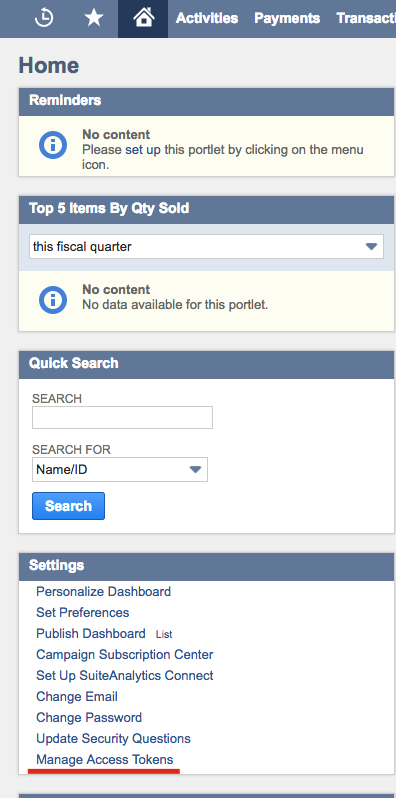 Activities Payments
Home
Reminders
No content
Please set up this portlet by clicking on the menu
icon.
Top 5 Items By Qty Sold
this fiscal quarter
No content
No data available for this portlet.
Quick Search
SEARCH
SEARCH FOR
Name/ID
Search
Settings
Personalize Dashboard
Set Preferences
Publish Dashboard List
Campaign Subscription Center
Set Up SuiteAnalytics Connect
Change Email
Change Password
Update Security Questions
Manage Access Tokens